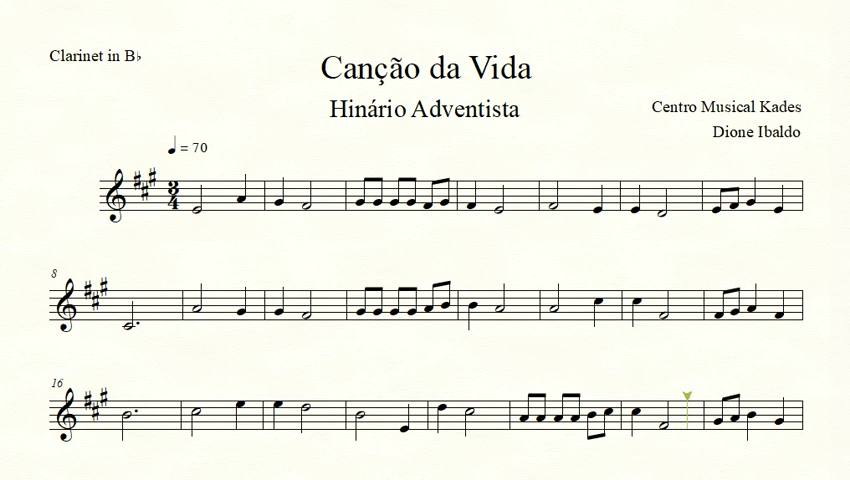 Clarinet in B♭
Canção da Vida
Hinário Adventista
Centro Musical Kades
Dione Ibaldo
= 70
3
4
8
16